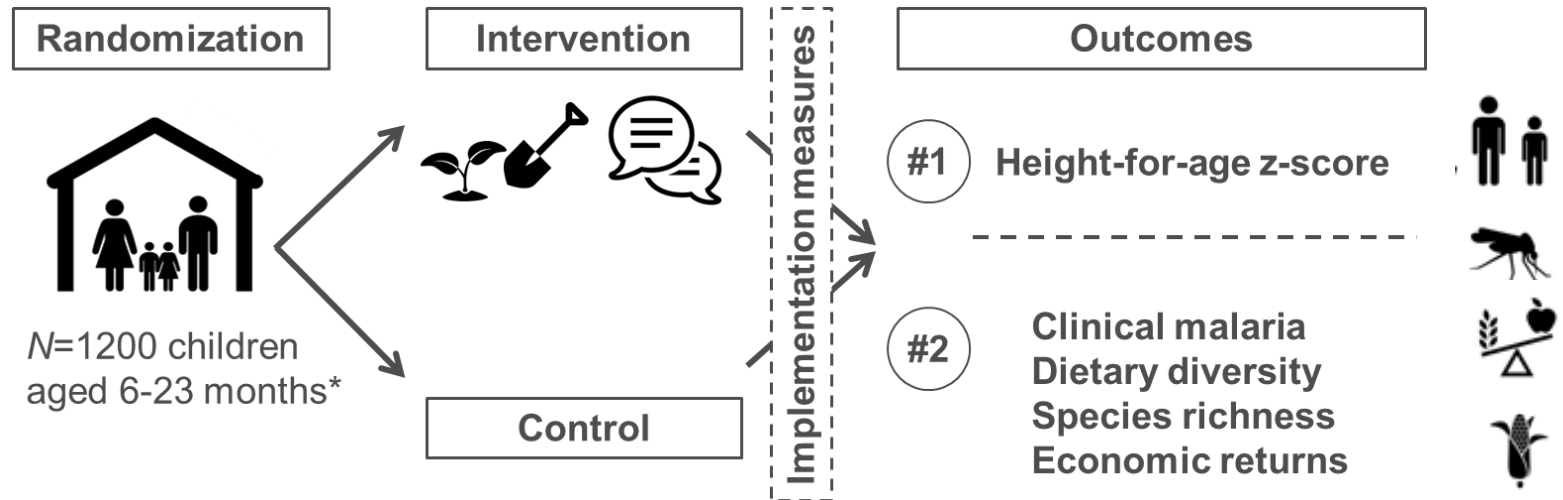 Randomization
Intervention
Implementation measures
Outcomes
#1
Height-for-age z-score
N=1200 children
aged 6-23 months*
Control
#2
Clinical malaria
Dietary diversity
Species richness
Economic returns